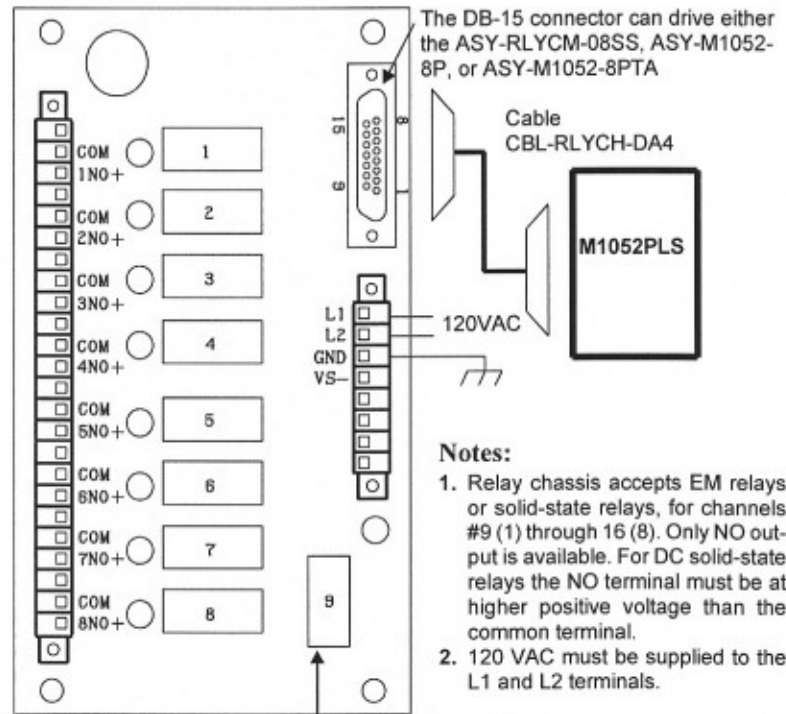 The DB-15 connector can drive either
the ASY-RLYCM-08SS, ASY-M1052-
8P, or ASY-M1052-8PTA
Cable
CBL-RLYCH-DA4
M1052PLS
15
8
9
1
COM
1NO+
1
COM
2NO+
2
COM
3NO+
3
COM
4NO+
4
COM
5NO+
5
COM
6NO+
6
COM
7NO+
7
COM
8NO+
8
9
L1
L2
GND
VS-
120VAC
Notes:
1. Relay chassis accepts EM relays
or solid-state relays, for channels
#9 (1) through 16 (8). Only NO out-
put is available. For DC solid-state
relays the NO terminal must be at
higher positive voltage than the
common terminal.
2. 120 VAC must be supplied to the
L1 and L2 terminals.